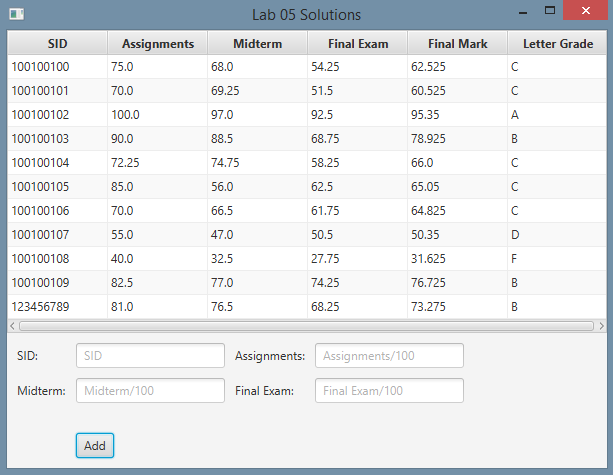 Lab 05 Solutions
SID Assignments Midterm Final Exam Final Mark Letter Grade
100100100 75.0 68.0 54.25 62.525 C
100100101 70.0 69.25 51.5 60.525 C
100100102 100.0 97.0 92.5 95.35 A
100100103 90.0 88.5 68.75 78.925 B
100100104 72.25 74.75 58.25 66.0 C
100100105 85.0 56.0 62.5 65.05 C
100100106 70.0 66.5 61.75 64.825 C
100100107 55.0 47.0 50.5 50.35 D
100100108 40.0 32.5 27.75 31.625 F
100100109 82.5 77.0 74.25 76.725 B
123456789 81.0 76.5 68.25 73.275 B
SID: SID Assignments: Assignments/100
Midterm: Midterm/100 Final Exam: Final Exam/100
Add